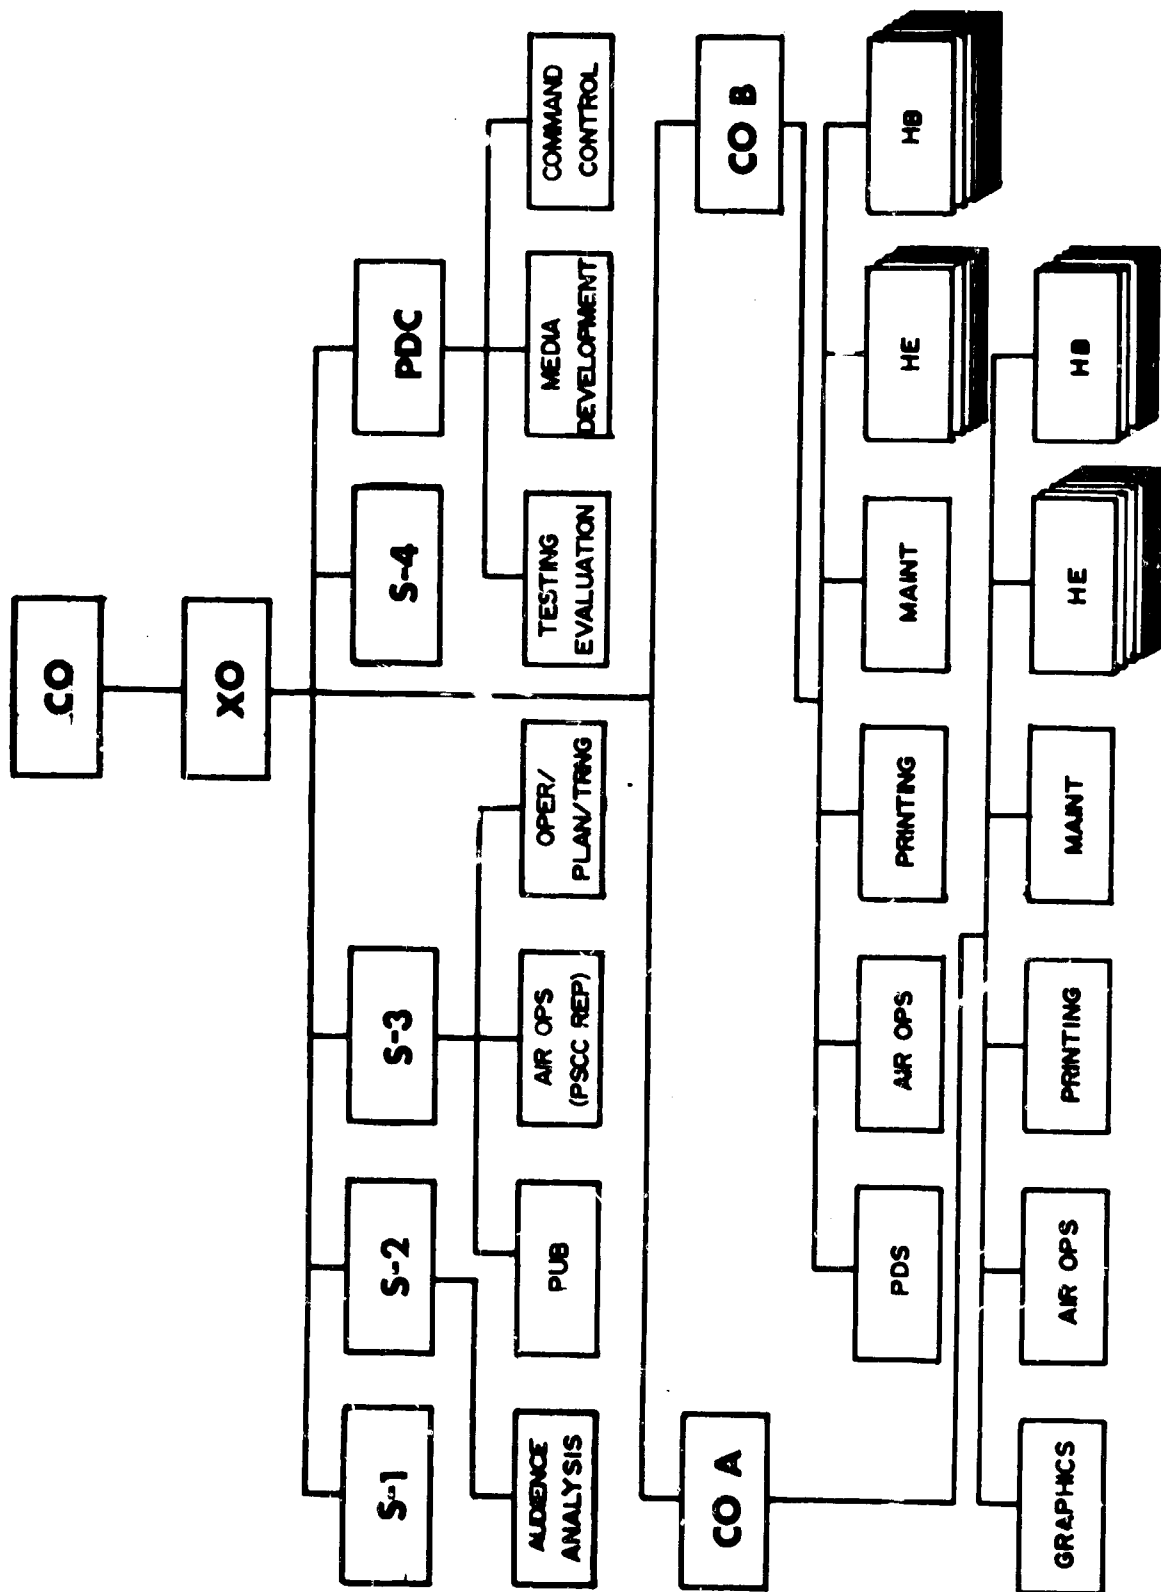 CO
XO
S-1
S-2
S-3
S-4
PDC
AUDIENCE
ANALYSIS
PUB
AIR OPS
(PSCC REP)
OPER/
PLAN/TRNG
TESTING
EVALUATION
MEDIA
DEVELOPMENT
COMMAND
CONTROL
CO A
CO B
PDS
AIR OPS
PRINTING
MAINT
HE
HB
GRAPHICS
AIR OPS
PRINTING
MAINT
HE
HB